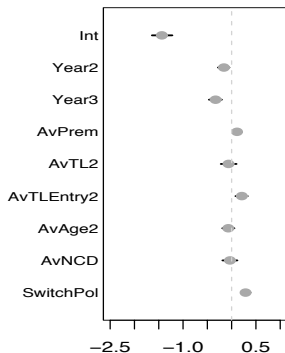 Int
Year2
Year3
AvPrem
AvTL2
AvTLEntry2
AvAge2
AvNCD
SwitchPol
−2.5 −1.0 0.5